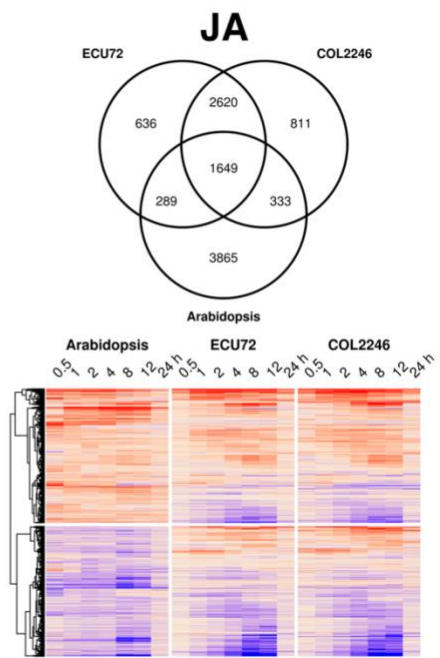 JA
ECU72 COL2246
2620
636 811
1649
289 333
3865
Arabidopsis
Arabidopsis ECU72 COL2246
0.5 1 2 4 8 12 24 h 0.5 1 2 4 8 12 24 h 0.5 1 2 4 8 12 24 h